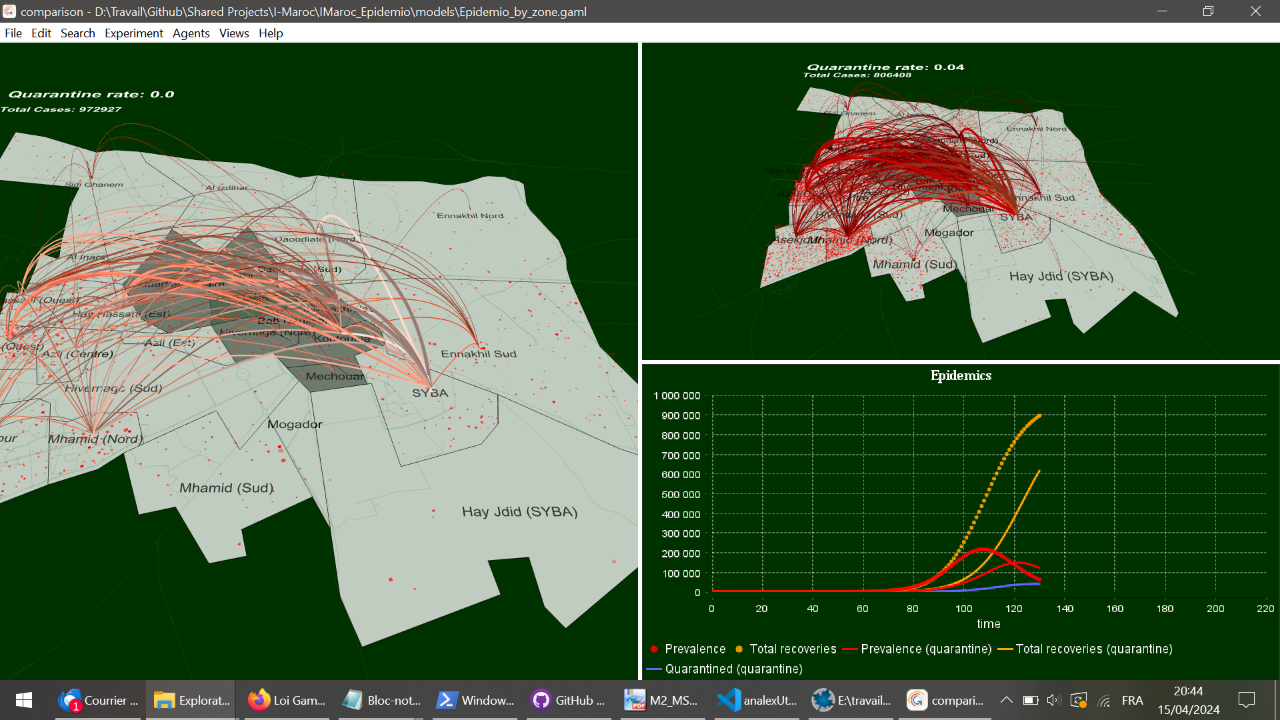 comparison - D:\Travail\Github\Shared Projects\I-Maroc\IMaroc_Epidemio\models\Epidemio_by_zone.gaml
File Edit Search Experiment Agents Views Help
Quarantine rate: 0.0
Total Cases: 972927
Sidi Ghanem
Al Izdihar
Ennakhil Nord
Daoudiate (Nord)
Al Inara
(Sud)
Hay Hassani (Est)
Azli (Est)
(Ouest)
Azli (Centre)
Hivernage (Nord)
Ennakhil Sud
Hivernage (Sud)
Mechouar
SYBA
Mogador
Mhamid (Nord)
Mhamid (Sud)
Hay Jdid (SYBA)
Quarantine rate: 0.04
Total Cases: 806408
Ennakhil Nord
Ennakhil Sud
Mechouar
SYBA
Mogador
Mhamid (Nord)
Mhamid (Sud)
Hay Jdid (SYBA)
Epidemics
1 000 000
900 000
800 000
700 000
600 000
500 000
400 000
300 000
200 000
100 000
0
0 20 40 60 80 100 120 140 160 180 200 220
time
Prevalence Total recoveries Prevalence (quarantine) Total recoveries (quarantine)
Quarantined (quarantine)
1 Courrier ... Explorat... Loi Gam... Bloc-not... Window... GitHub ... PDF M2_MS... analexUt... E:\travail... compari... FRA
20:44
15/04/2024